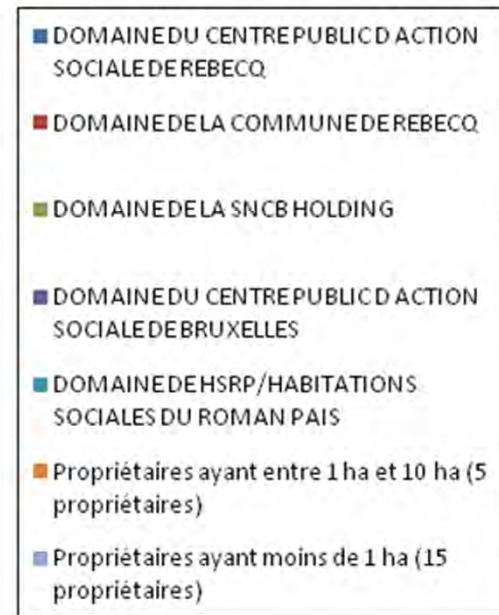 DOMAINE DU CENTRE PUBLIC D ACTION
SOCIALE DE REBECQ
DOMAINE DE LA COMMUNE DE REBECQ
DOMAINE DE LA SNCB HOLDING
DOMAINE DU CENTRE PUBLIC D ACTION
SOCIALE DE BRUXELLES
DOMAINE DE HSRP/HABITATIONS
SOCIALES DU ROMAN PAIS
Propriétaires ayant entre 1 ha et 10 ha (5
propriétaires)
Propriétaires ayant moins de 1 ha (15
propriétaires)